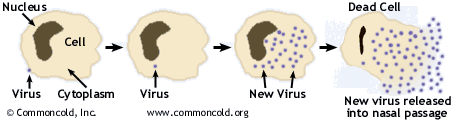 Nucleus
Dead Cell
Cell
Virus
Cytoplasm
Virus
New Virus
New virus released
into nasal passage
© Commoncold, Inc.
www.commoncold.org